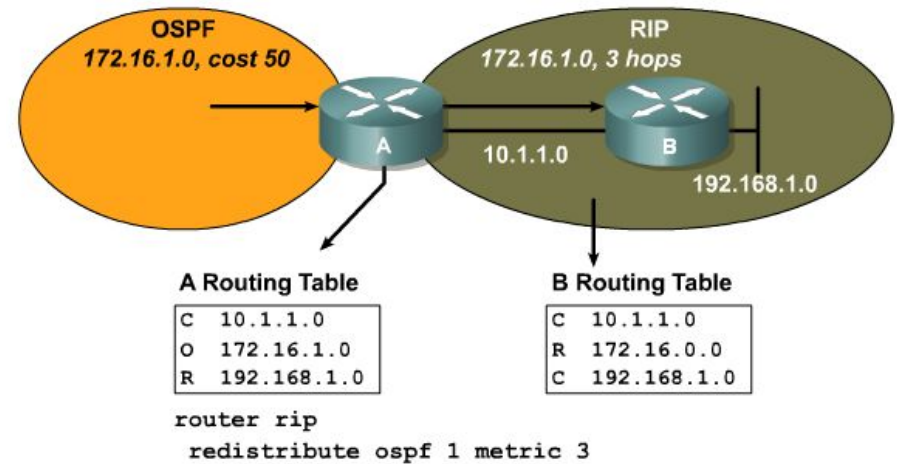 OSPF
172.16.1.0, cost 50
RIP
172.16.1.0, 3 hops
A
10.1.1.0
B
192.168.1.0
A Routing Table
C 10.1.1.0
O 172.16.1.0
R 192.168.1.0
B Routing Table
C 10.1.1.0
R 172.16.0.0
C 192.168.1.0
router rip
redistribute ospf 1 metric 3